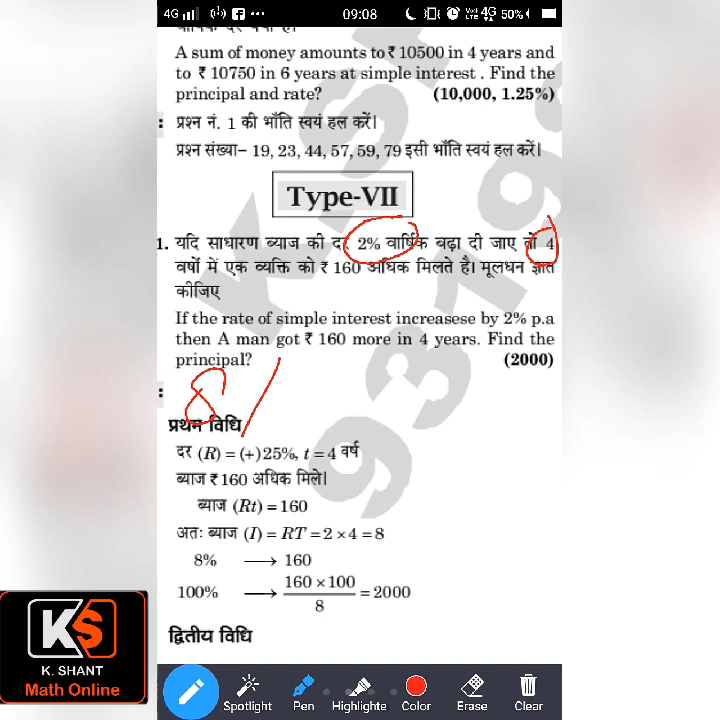 4G 09:08 4G 50%
A sum of money amounts to ₹ 10500 in 4 years and
to ₹ 10750 in 6 years at simple interest . Find the
principal and rate? (10,000, 1.25%)
: प्रश्न नं. 1 की भाँति स्वयं हल करें।
प्रश्न संख्या– 19, 23, 44, 57, 59, 79 इसी भाँति स्वयं हल करें।
Type-VII
1. यदि साधारण ब्याज की दर 2% वार्षिक बढ़ा दी जाए तो 4
वर्षो में एक व्यक्ति को ₹ 160 अधिक मिलते है। मूलधन ज्ञात
कीजिए
If the rate of simple interest increasese by 2% p.a
then A man got ₹ 160 more in 4 years. Find the
principal? (2000)
:
8
प्रथन विधि
दर (R) = (+)25%, t = 4 वर्ष
ब्याज ₹ 160 अधिक मिले।
ब्याज (Rt) = 160
अतः ब्याज (I) = RT = 2 × 4 = 8
8% ⟶ 160
100% ⟶ 160 × 100 / 8 = 2000
द्वितीय विधि
KS
K. SHANT
Math Online
Spotlight Pen Highlighte Color Erase Clear